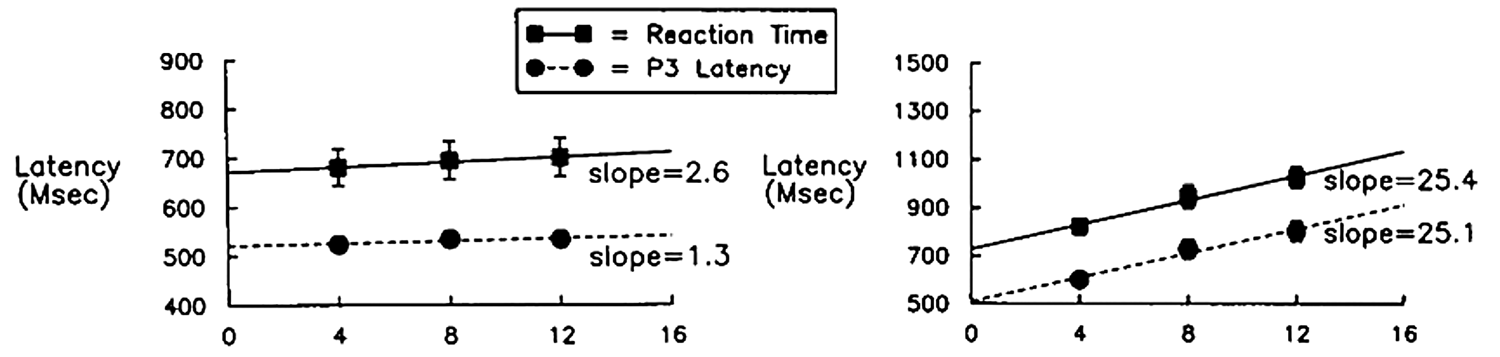 = Reaction Time
= P3 Latency
900
800
700
600
500
400
Latency
(Msec)
slope=2.6
slope=1.3
0 4 8 12 16
1500
1300
1100
900
700
500
Latency
(Msec)
slope=25.4
slope=25.1
0 4 8 12 16